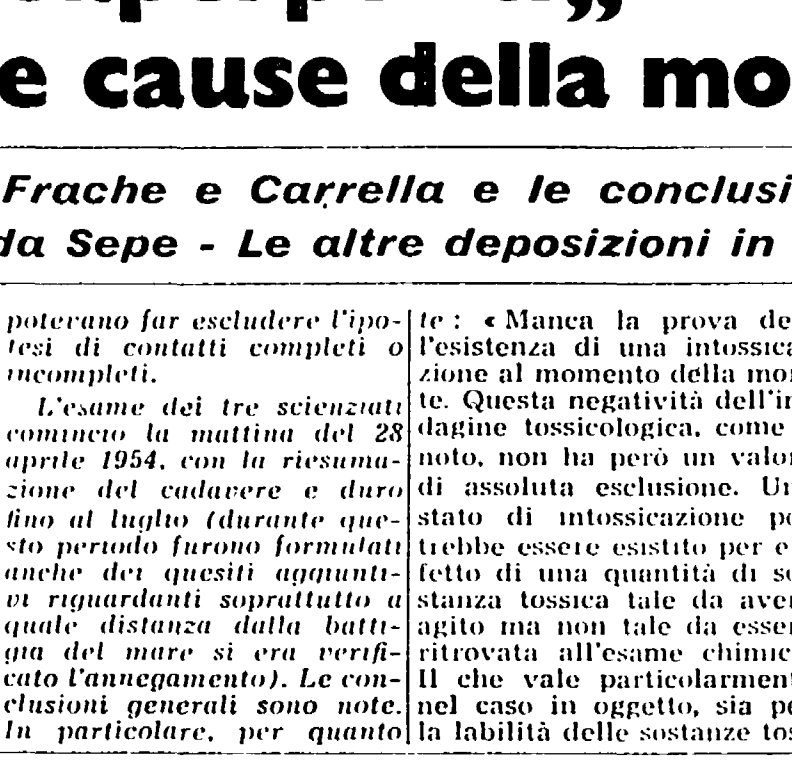 e cause della mo
Frache e Carrella e le conclusi
da Sepe - Le altre deposizioni in
potevano far escludere l'ipo-
tesi di contatti completi o
incompleti.
L'esame dei tre scienziati
cominciò la mattina del 28
aprile 1954, con la riesuma-
zione del cadavere e durò
fino al luglio (durante que-
sto periodo furono formulati
anche dei quesiti aggiunti-
vi riguardanti soprattutto a
quale distanza dalla batti-
gia del mare si era verifi-
cato l'annegamento). Le con-
clusioni generali sono note.
In particolare, per quanto
te: « Manca la prova de
l'esistenza di una intossica
zione al momento della mor
te. Questa negatività dell'in
dagine tossicologica, come
noto, non ha però un valor
di assoluta esclusione. Un
stato di intossicazione po
trebbe essere esistito per e
fetto di una quantità di so
stanza tossica tale da aver
agito ma non tale da esser
ritrovata all'esame chimic
Il che vale particolarment
nel caso in oggetto, sia pe
la labilità delle sostanze tos